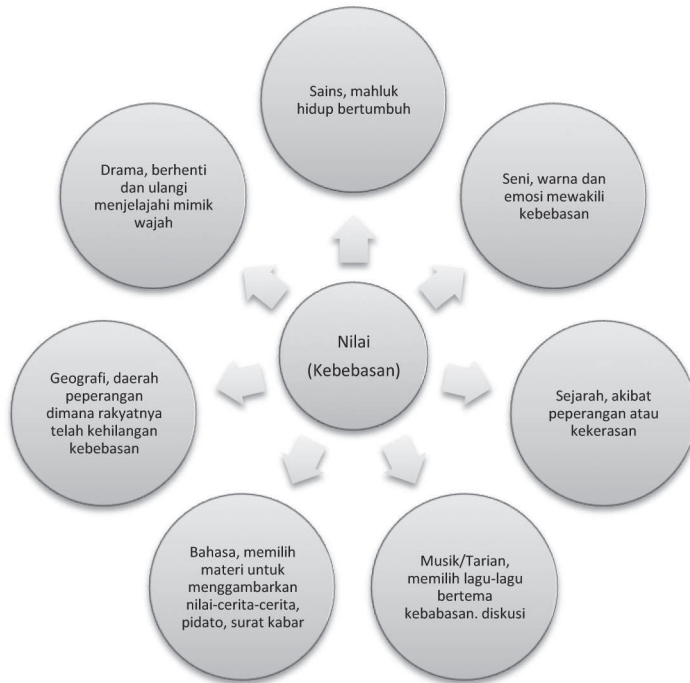 Sains, mahluk
hidup bertumbuh
Seni, warna dan
emosi mewakili
kebebasan
Sejarah, akibat
peperangan atau
kekerasan
Musik/Tarian,
memilih lagu-lagu
bertema
kebabasan. diskusi
Bahasa, memilih
materi untuk
menggambarkan
nilai-cerita-cerita,
pidato, surat kabar
Geografi, daerah
peperangan
dimana rakyatnya
telah kehilangan
kebebasan
Drama, berhenti
dan ulangi
menjelajahi mimik
wajah
Nilai
(Kebebasan)